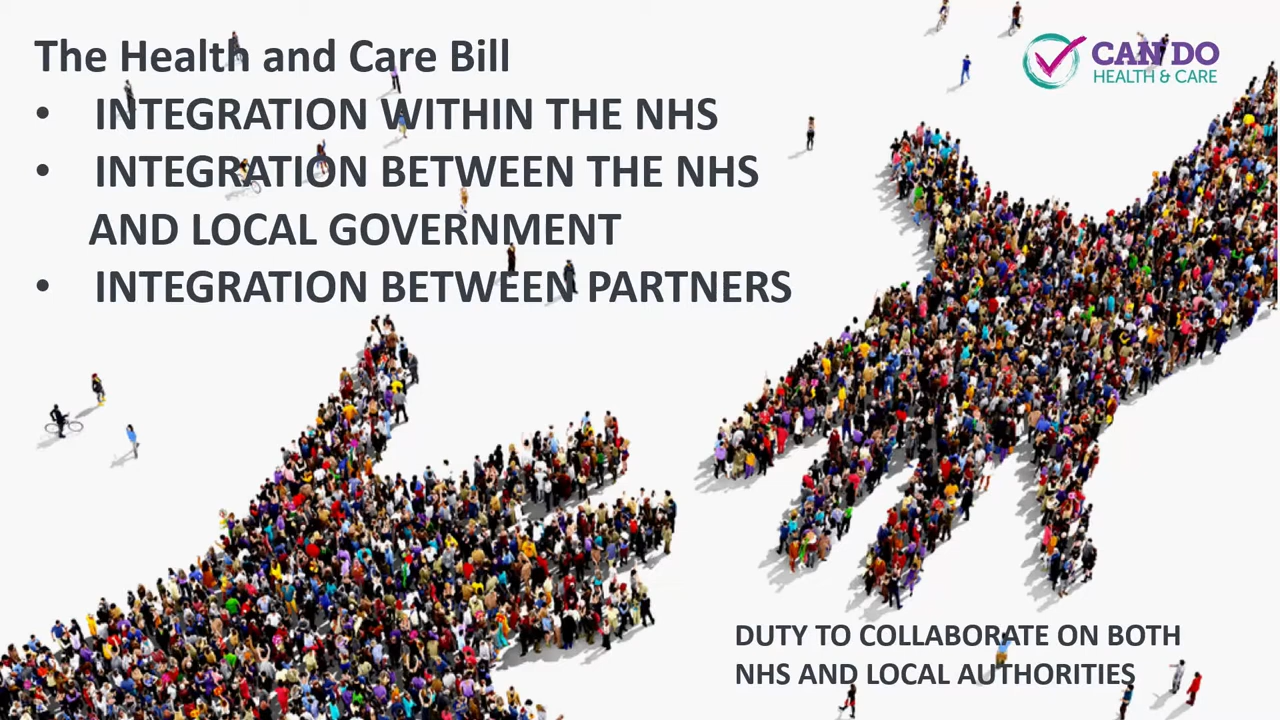 The Health and Care Bill
• INTEGRATION WITHIN THE NHS
• INTEGRATION BETWEEN THE NHS
AND LOCAL GOVERNMENT
• INTEGRATION BETWEEN PARTNERS
CAN DO
HEALTH & CARE
DUTY TO COLLABORATE ON BOTH
NHS AND LOCAL AUTHORITIES